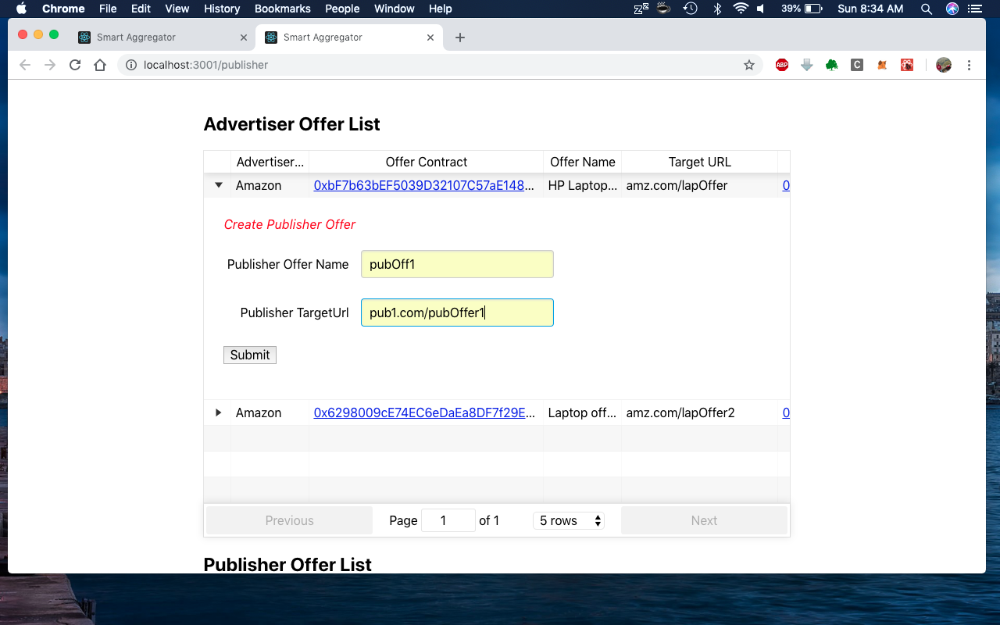 Chrome File Edit View History Bookmarks People Window Help 39% Sun 8:34 AM
Smart Aggregator Smart Aggregator
localhost:3001/publisher ABP C
Advertiser Offer List
Advertiser... Offer Contract Offer Name Target URL
Amazon 0xbF7b63bEF5039D32107C57aE148... HP Laptop... amz.com/lapOffer 0
Create Publisher Offer
Publisher Offer Name pubOff1
Publisher TargetUrl pub1.com/pubOffer1
Submit
Amazon 0x6298009cE74EC6eDaEa8DF7f29E... Laptop off... amz.com/lapOffer2 0
Previous Page 1 of 1 5 rows Next
Publisher Offer List